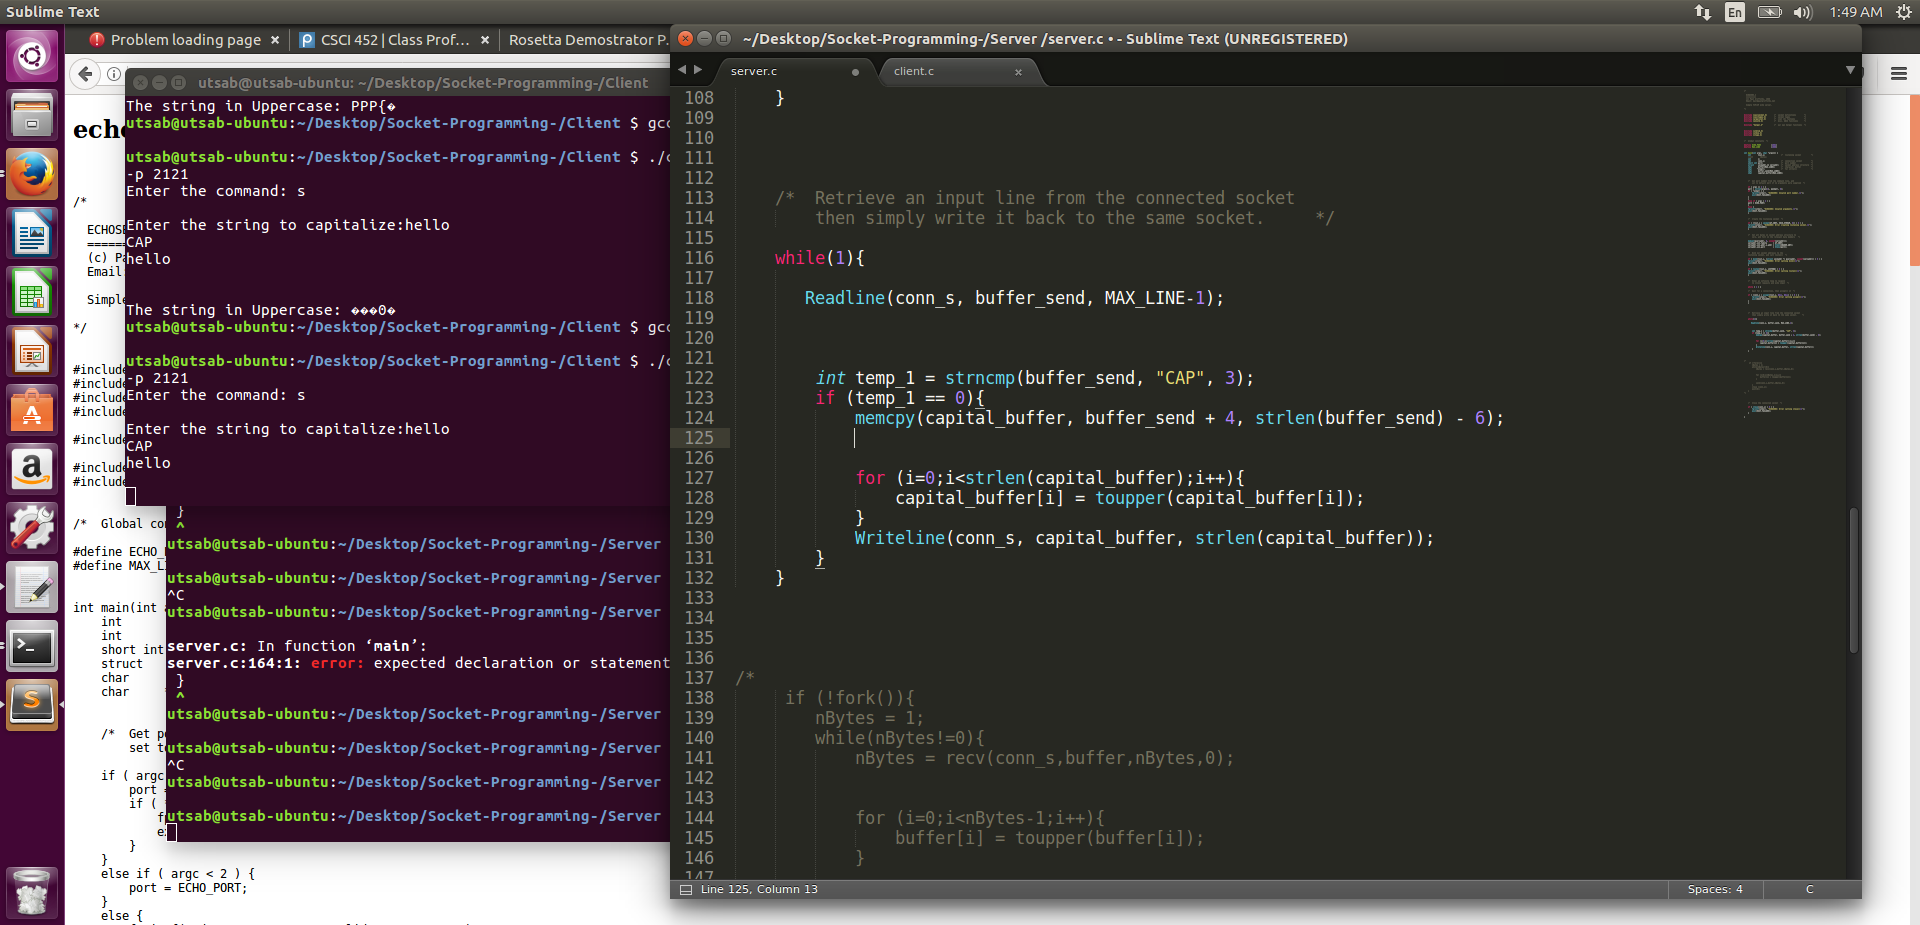 Sublime Text
En
1:49 AM
Problem loading page
CSCI 452 | Class Prof...
Rosetta Demostrator P
~/Desktop/Socket-Programming-/Server /server.c • - Sublime Text (UNREGISTERED)
server.c
client.c
utsab@utsab-ubuntu: ~/Desktop/Socket-Programming-/Client
The string in Uppercase: PPP{�
utsab@utsab-ubuntu:~/Desktop/Socket-Programming-/Client $ gcc
utsab@utsab-ubuntu:~/Desktop/Socket-Programming-/Client $ ./c
-p 2121
Enter the command: s
Enter the string to capitalize:hello
CAP
hello
The string in Uppercase: ���0�
utsab@utsab-ubuntu:~/Desktop/Socket-Programming-/Client $ gcc
utsab@utsab-ubuntu:~/Desktop/Socket-Programming-/Client $ ./c
-p 2121
Enter the command: s
Enter the string to capitalize:hello
CAP
hello
}
^
utsab@utsab-ubuntu:~/Desktop/Socket-Programming-/Server
utsab@utsab-ubuntu:~/Desktop/Socket-Programming-/Server
^C
utsab@utsab-ubuntu:~/Desktop/Socket-Programming-/Server
server.c: In function ‘main’:
server.c:164:1: error: expected declaration or statement
}
^
utsab@utsab-ubuntu:~/Desktop/Socket-Programming-/Server
utsab@utsab-ubuntu:~/Desktop/Socket-Programming-/Server
^C
utsab@utsab-ubuntu:~/Desktop/Socket-Programming-/Server
utsab@utsab-ubuntu:~/Desktop/Socket-Programming-/Server
echo
/*
ECHOSE
======
(c) Pa
Email:
Simple
*/
#include
#include
#include
#include
#include
#include
#include
/*  Global con
#define ECHO_
#define MAX_L
int main(int a
int
int
short int
struct
char
char
/*  Get po
set to
if ( argc
port =
if ( *
fp
ex
}
}
else if ( argc < 2 ) {
port = ECHO_PORT;
}
else {
108 }
109
110
111
112
113 /*  Retrieve an input line from the connected socket
114 then simply write it back to the same socket.     */
115
116 while(1){
117
118 Readline(conn_s, buffer_send, MAX_LINE-1);
119
120
121
122 int temp_1 = strncmp(buffer_send, "CAP", 3);
123 if (temp_1 == 0){
124 memcpy(capital_buffer, buffer_send + 4, strlen(buffer_send) - 6);
125
126
127 for (i=0;i<strlen(capital_buffer);i++){
128 capital_buffer[i] = toupper(capital_buffer[i]);
129 }
130 Writeline(conn_s, capital_buffer, strlen(capital_buffer));
131 }
132 }
133
134
135
136
137 /*
138 if (!fork()){
139 nBytes = 1;
140 while(nBytes!=0){
141 nBytes = recv(conn_s,buffer,nBytes,0);
142
143
144 for (i=0;i<nBytes-1;i++){
145 buffer[i] = toupper(buffer[i]);
146 }
147
Line 125, Column 13
Spaces: 4
C